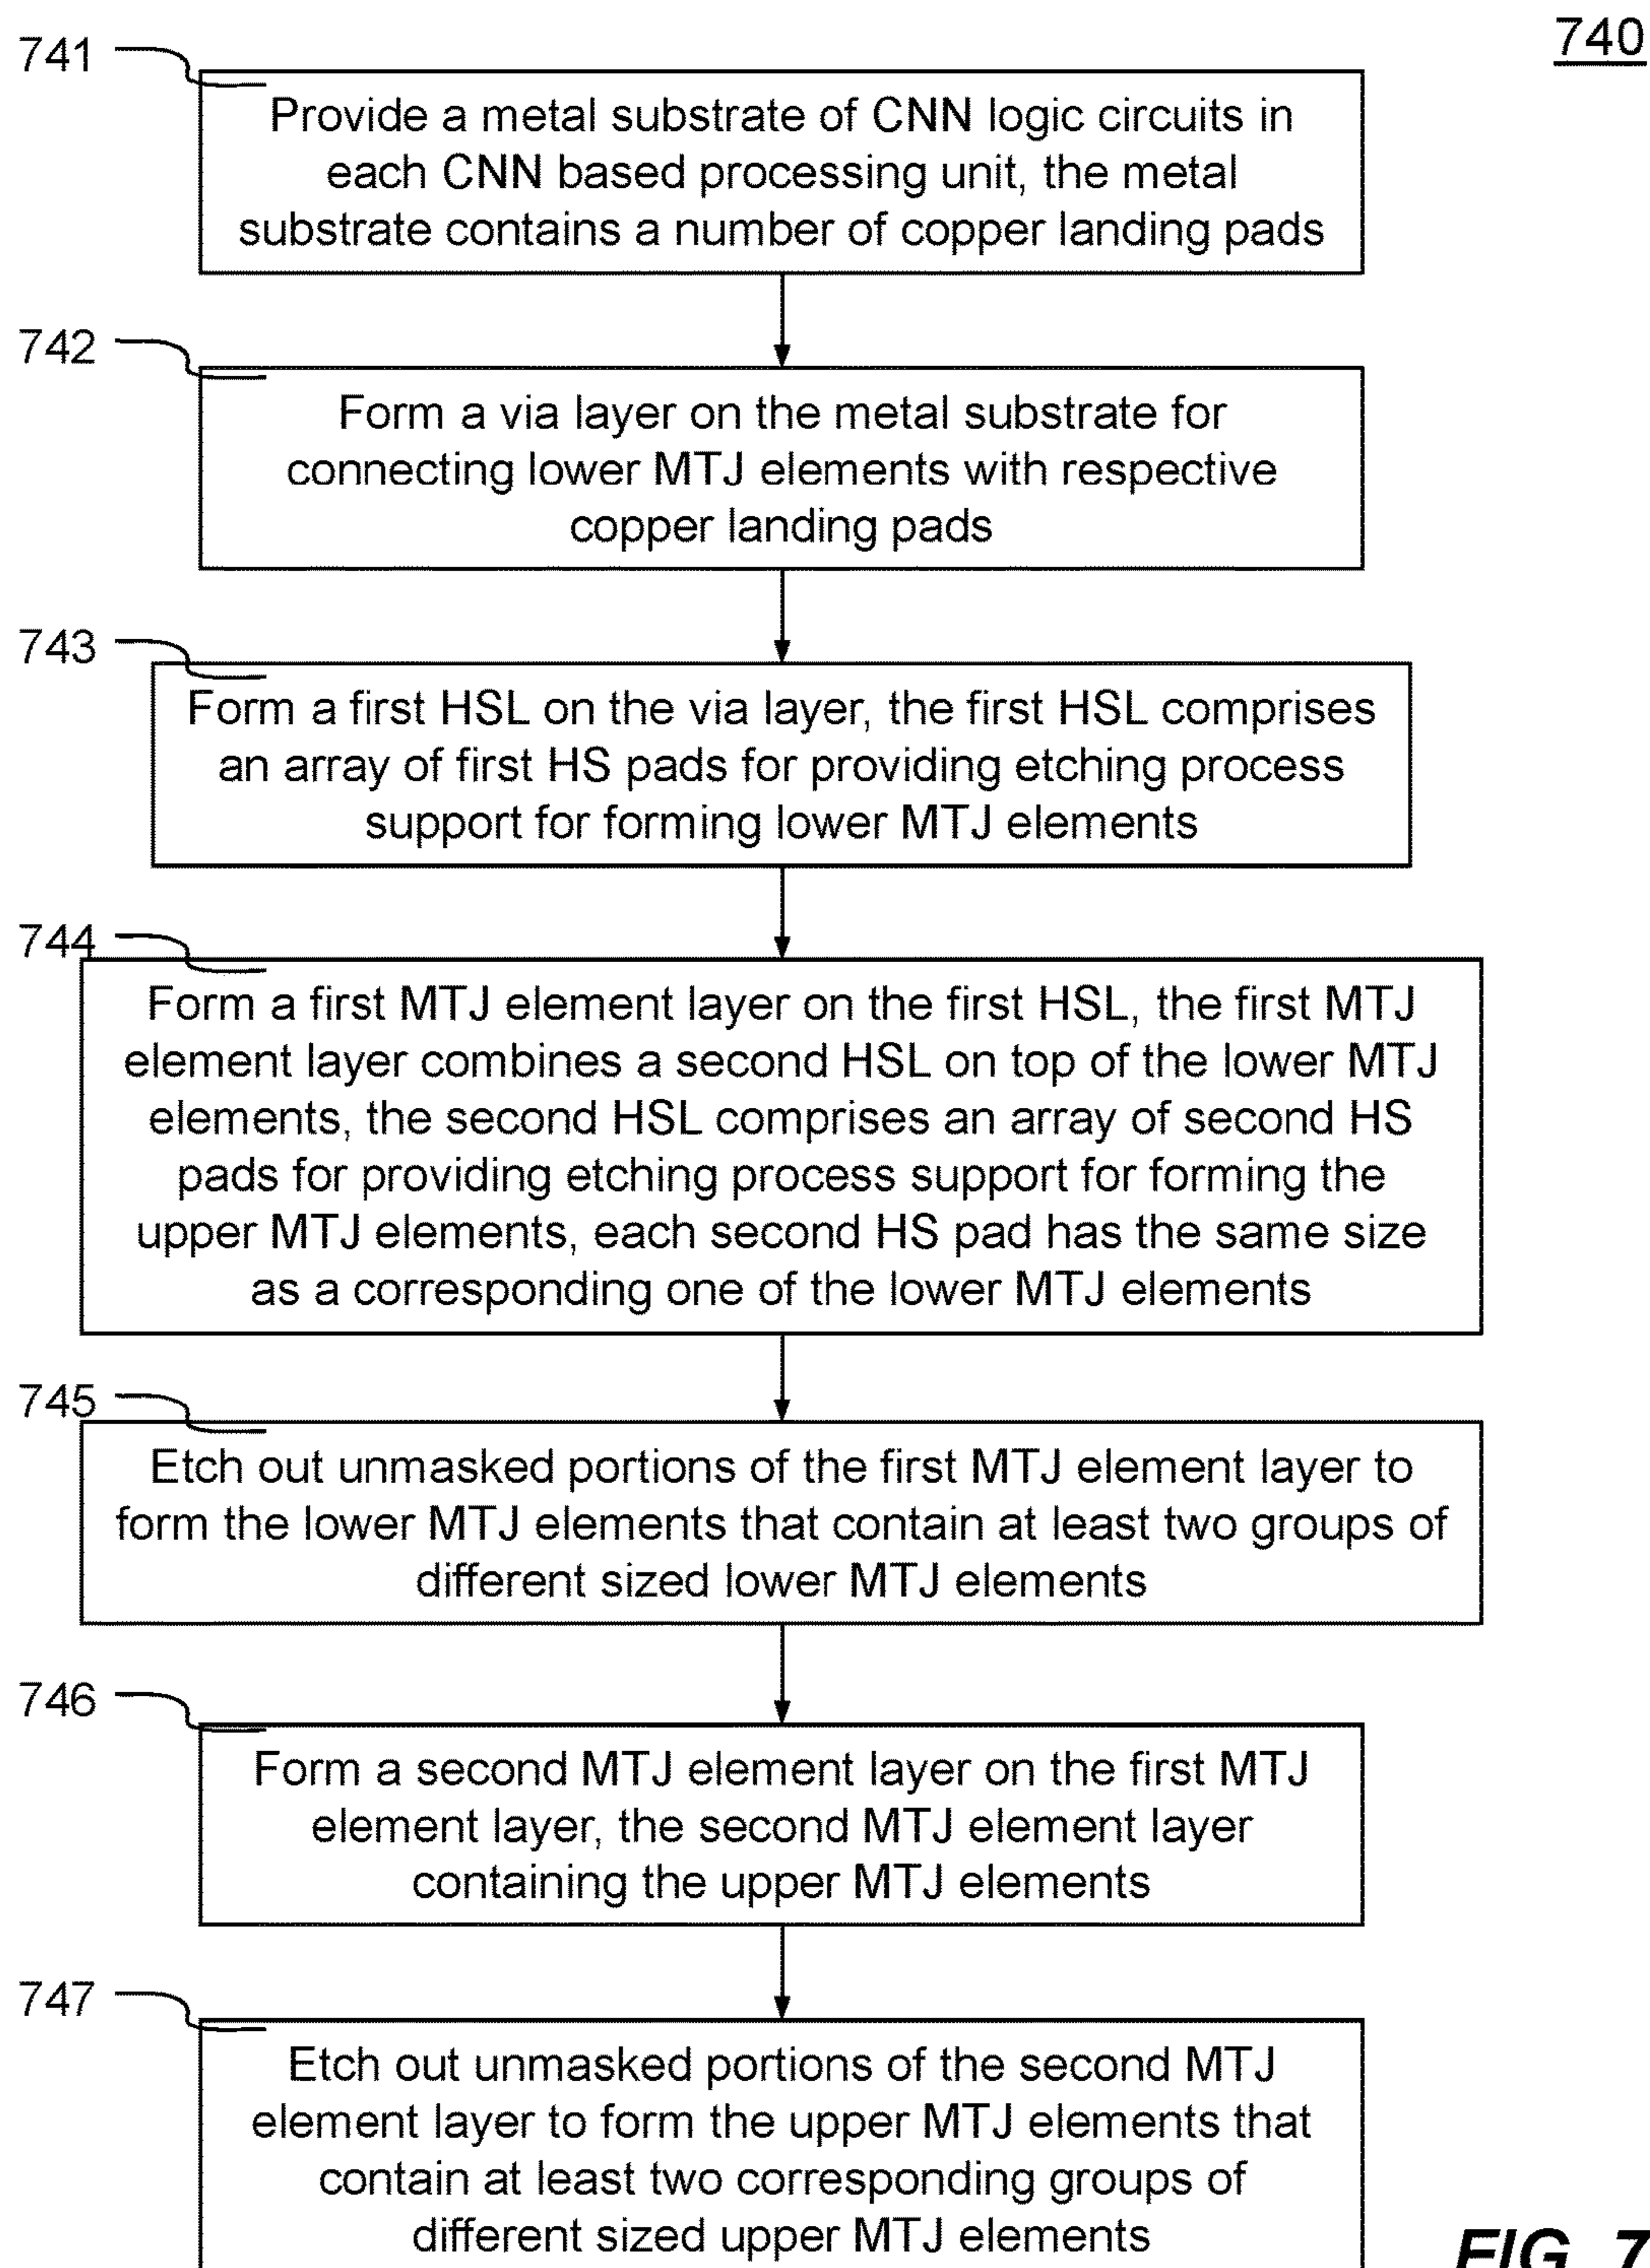 740
741
Provide a metal substrate of CNN logic circuits in
each CNN based processing unit, the metal
substrate contains a number of copper landing pads
742
Form a via layer on the metal substrate for
connecting lower MTJ elements with respective
copper landing pads
743
Form a first HSL on the via layer, the first HSL comprises
an array of first HS pads for providing etching process
support for forming lower MTJ elements
744
Form a first MTJ element layer on the first HSL, the first MTJ
element layer combines a second HSL on top of the lower MTJ
elements, the second HSL comprises an array of second HS
pads for providing etching process support for forming the
upper MTJ elements, each second HS pad has the same size
as a corresponding one of the lower MTJ elements
745
Etch out unmasked portions of the first MTJ element layer to
form the lower MTJ elements that contain at least two groups of
different sized lower MTJ elements
746
Form a second MTJ element layer on the first MTJ
element layer, the second MTJ element layer
containing the upper MTJ elements
747
Etch out unmasked portions of the second MTJ
element layer to form the upper MTJ elements that
contain at least two corresponding groups of
different sized upper MTJ elements
FIG. 7